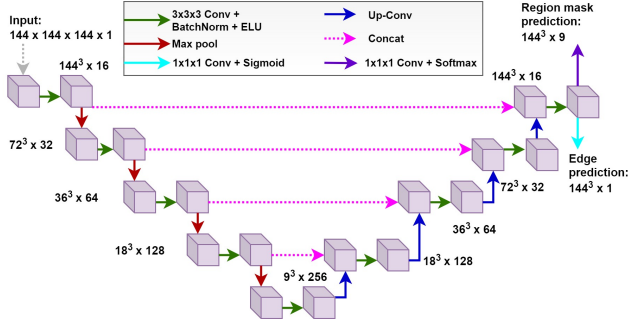 Input:
144 x 144 x 144 x 1
3x3x3 Conv +
BatchNorm + ELU
Max pool
1x1x1 Conv + Sigmoid
Up-Conv
Concat
1x1x1 Conv + Softmax
Region mask
prediction:
144³ x 9
144³ x 16
144³ x 16
72³ x 32
36³ x 64
18³ x 128
9³ x 256
18³ x 128
36³ x 64
72³ x 32
Edge
prediction:
144³ x 1